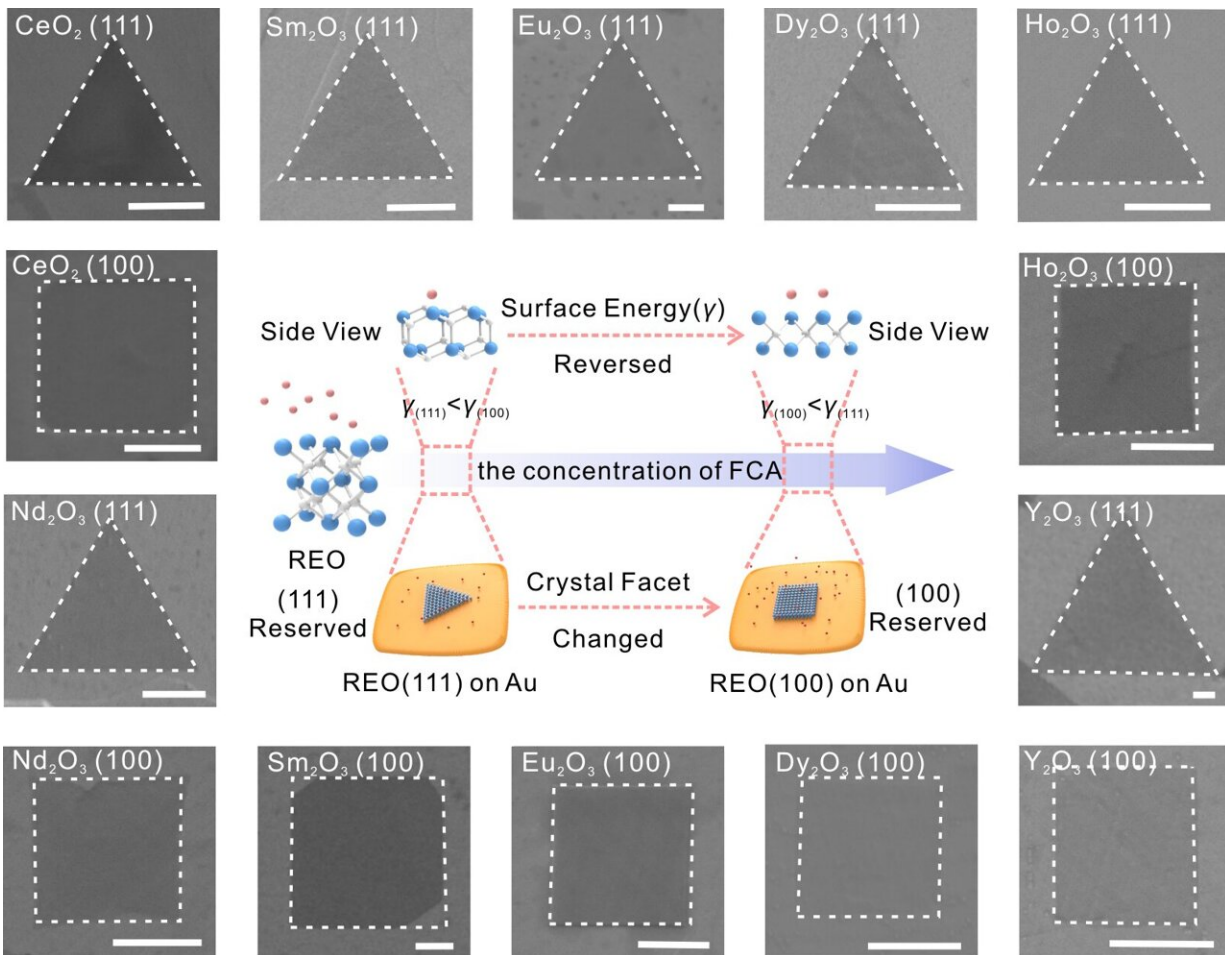 CeO₂ (111)
Sm₂O₃ (111)
Eu₂O₃ (111)
Dy₂O₃ (111)
Ho₂O₃ (111)
CeO₂ (100)
Ho₂O₃ (100)
Side View
Surface Energy(γ)
Reversed
Side View
γ₍₁₁₁₎<γ₍₁₀₀₎
γ₍₁₀₀₎<γ₍₁₁₁₎
the concentration of FCA
Nd₂O₃ (111)
Y₂O₃ (111)
REO
(111)
Reserved
Crystal Facet
Changed
(100)
Reserved
REO(111) on Au
REO(100) on Au
Nd₂O₃ (100)
Sm₂O₃ (100)
Eu₂O₃ (100)
Dy₂O₃ (100)
Y₂O₃ (100)